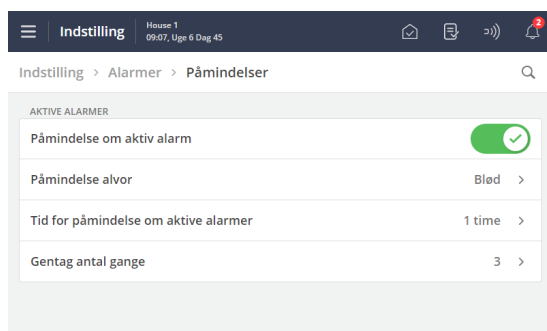 Indstilling
House 1
09:07, Uge 6 Dag 45
2
Indstilling > Alarmer > Påmindelser
AKTIVE ALARMER
Påmindelse om aktiv alarm
Påmindelse alvor Blød >
Tid for påmindelse om aktive alarmer 1 time >
Gentag antal gange 3 >